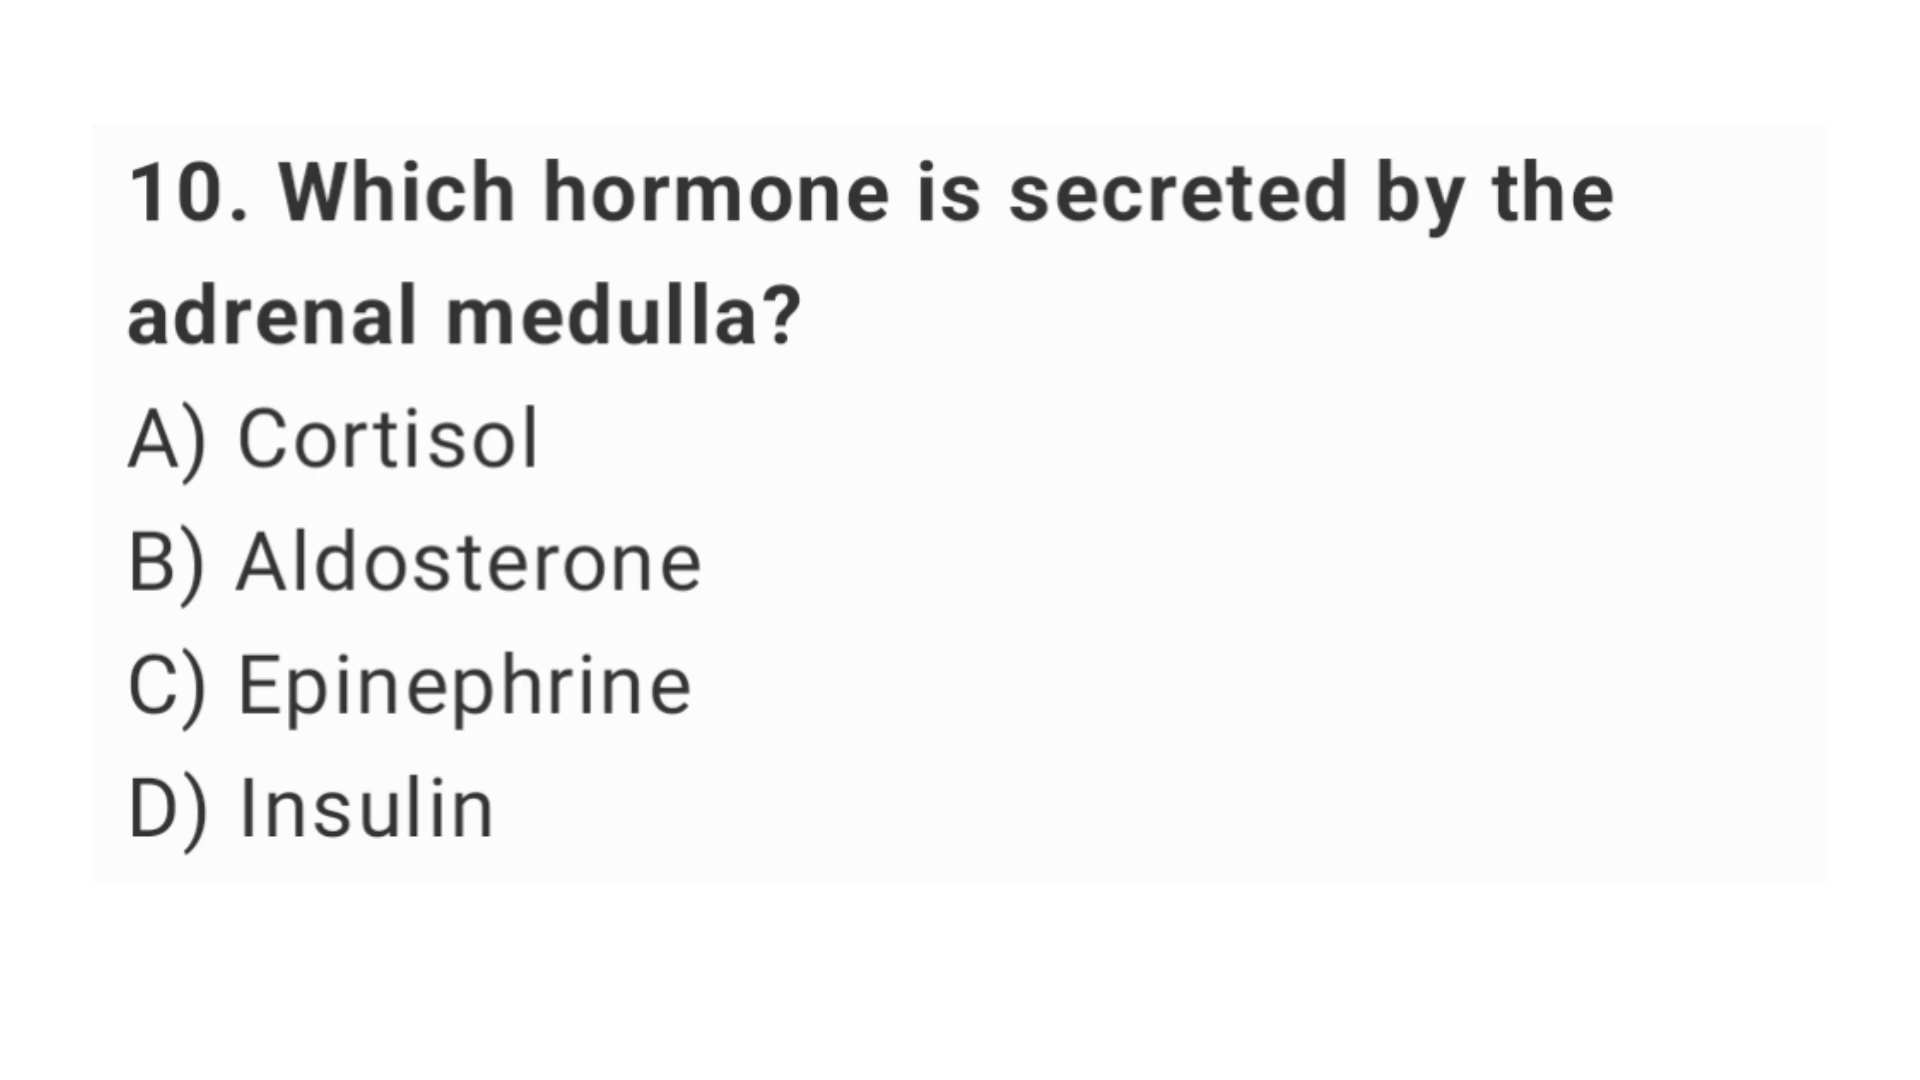 10. Which hormone is secreted by the
adrenal medulla?
A) Cortisol
B) Aldosterone
C) Epinephrine
D) Insulin